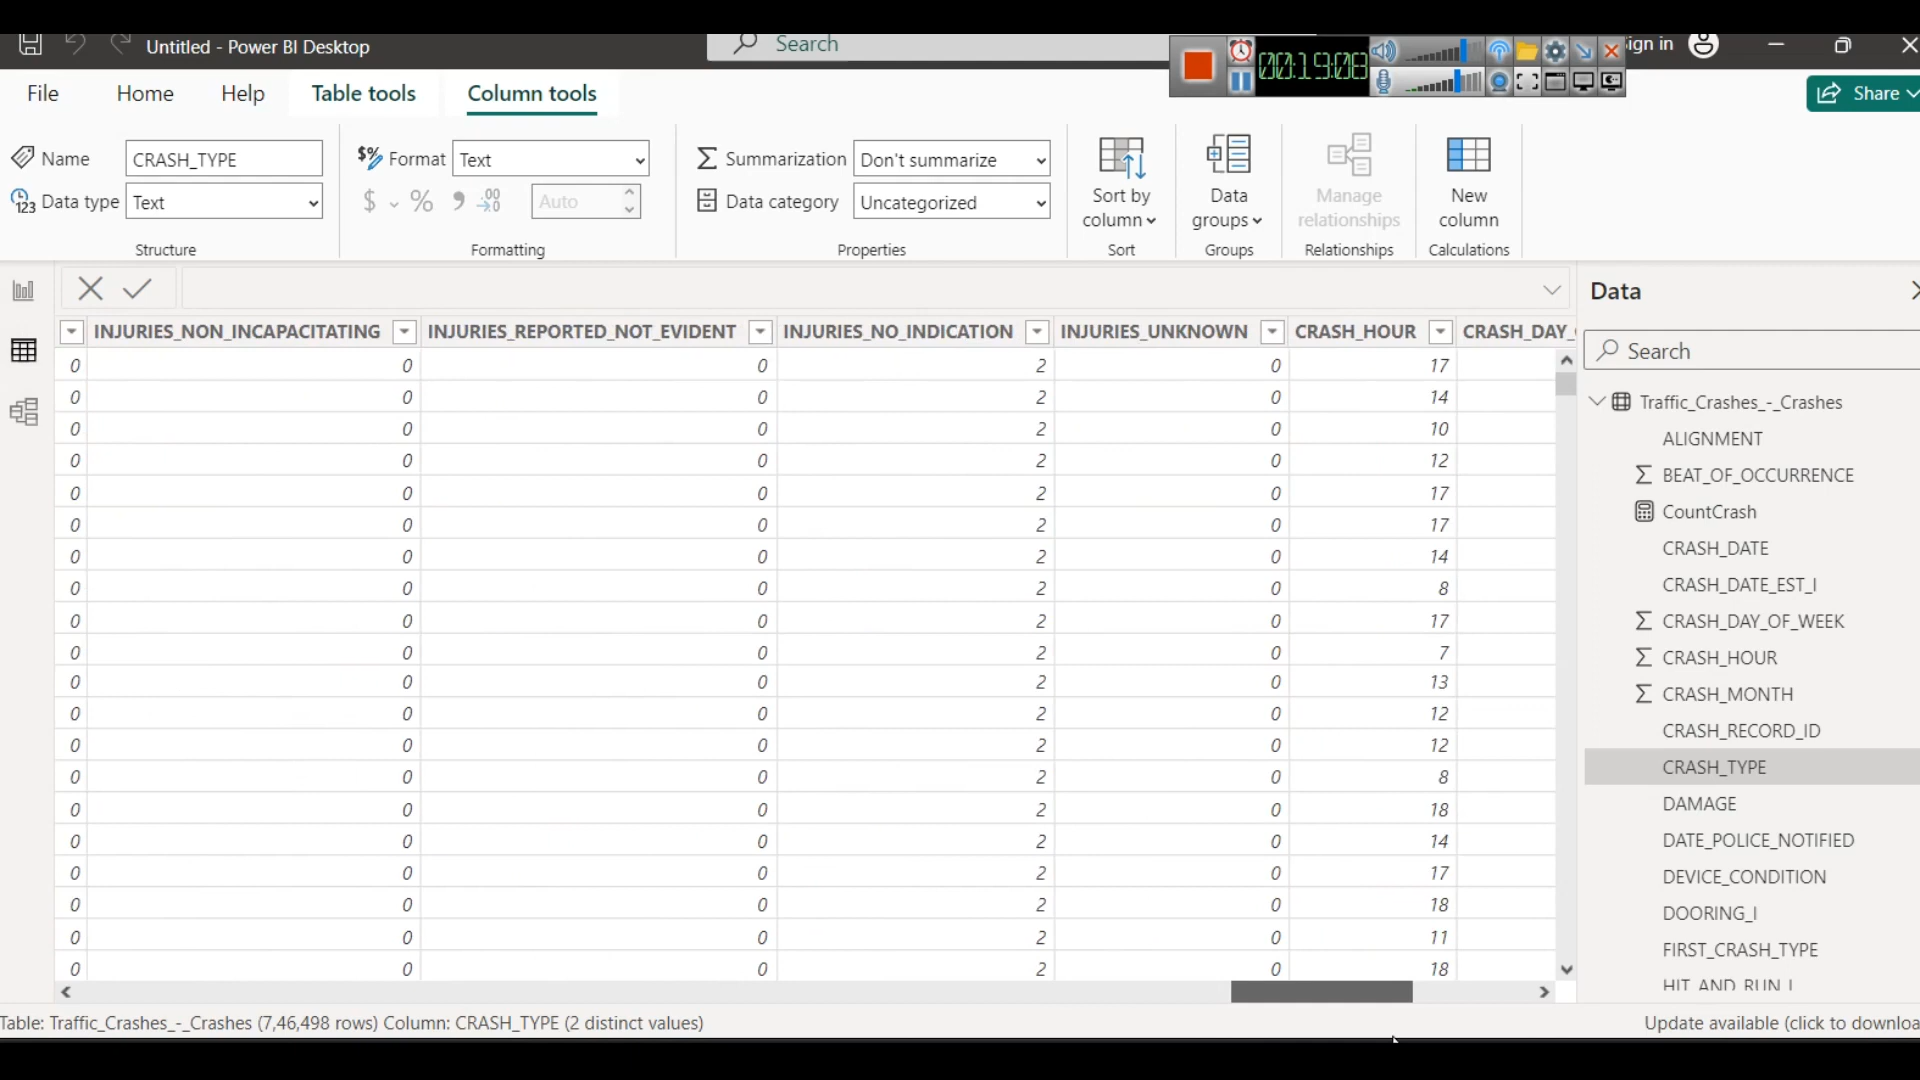 Untitled - Power BI Desktop
Search
00:19:08
Sign in
File Home Help Table tools Column tools
Share
Name CRASH_TYPE
$% Format Text
Summarization Don't summarize
Data type Text
$ % 9 .00 →.0 Auto
Data category Uncategorized
Sort by column
Data groups
Manage relationships
New column
Structure Formatting Properties Sort Groups Relationships Calculations
Data
INJURIES_NON_INCAPACITATING INJURIES_REPORTED_NOT_EVIDENT INJURIES_NO_INDICATION INJURIES_UNKNOWN CRASH_HOUR CRASH_DAY_
0 0 0 2 0 17
0 0 0 2 0 14
0 0 0 2 0 10
0 0 0 2 0 12
0 0 0 2 0 17
0 0 0 2 0 17
0 0 0 2 0 14
0 0 0 2 0 8
0 0 0 2 0 17
0 0 0 2 0 7
0 0 0 2 0 13
0 0 0 2 0 12
0 0 0 2 0 12
0 0 0 2 0 8
0 0 0 2 0 18
0 0 0 2 0 14
0 0 0 2 0 17
0 0 0 2 0 18
0 0 0 2 0 11
0 0 0 2 0 18
Search
Traffic_Crashes_-_Crashes
ALIGNMENT
BEAT_OF_OCCURRENCE
CountCrash
CRASH_DATE
CRASH_DATE_EST_I
CRASH_DAY_OF_WEEK
CRASH_HOUR
CRASH_MONTH
CRASH_RECORD_ID
CRASH_TYPE
DAMAGE
DATE_POLICE_NOTIFIED
DEVICE_CONDITION
DOORING_I
FIRST_CRASH_TYPE
HIT_AND_RUN_I
Table: Traffic_Crashes_-_Crashes (7,46,498 rows) Column: CRASH_TYPE (2 distinct values)
Update available (click to downloa